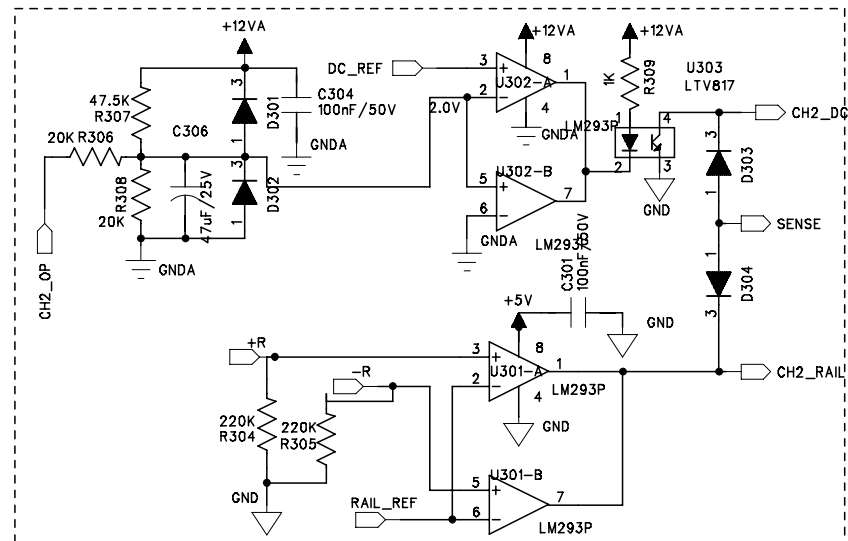 +12VA
+12VA
+12VA
DC_REF
3
8
U302-A
1
2
4
2.0V
GNDA
1K
R309
U303
LTV817
LM293P
1
4
2
3
GND
CH2_DC
47.5K
R307
3
D301
1
C304
100nF/50V
GNDA
20K R306
C306
47uF/25V
R308
20K
3
D302
1
GNDA
CH2_OP
U302-B
5
6
7
GNDA
LM293P
3
D303
1
SENSE
1
D304
3
C301
100nF/50V
+5V
GND
+R
3
8
U301-A
1
2
4
LM293P
GND
CH2_RAIL
-R
220K
R304
220K
R305
GND
U301-B
5
6
7
LM293P
RAIL_REF